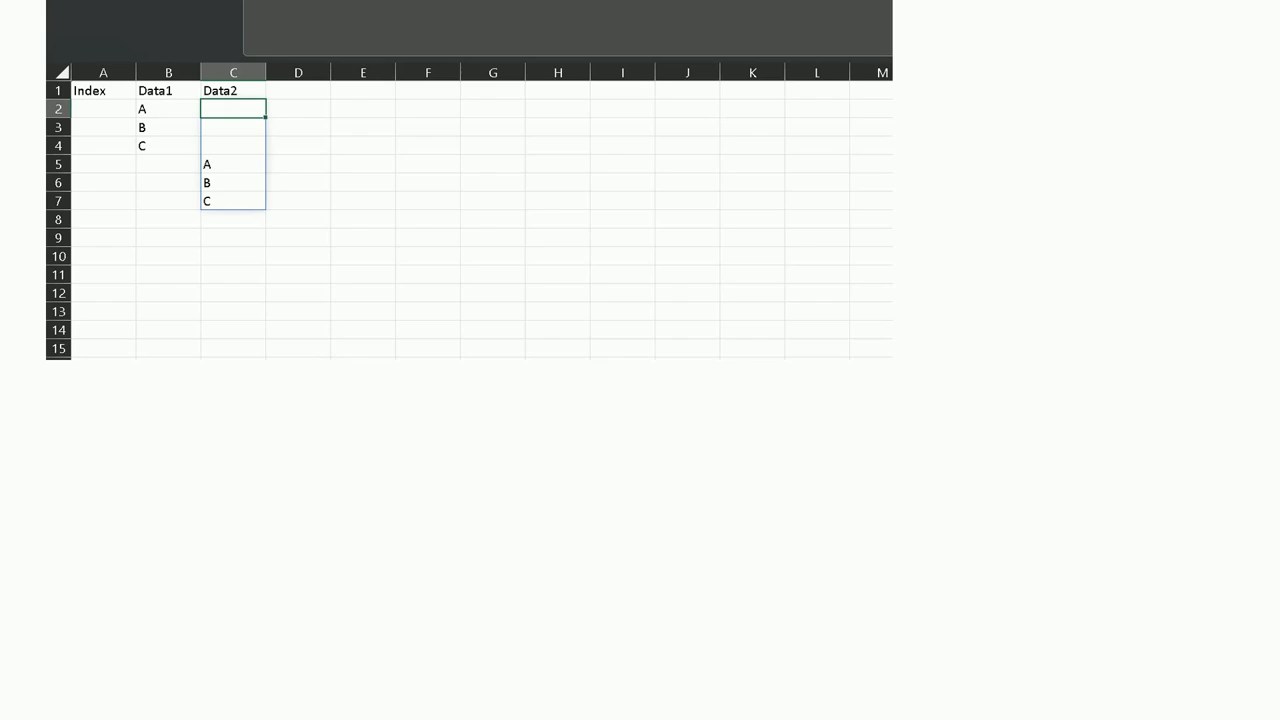 A B C D E F G H I J K L M
1 Index Data1 Data2
2 A
3 B
4 C
5 A
6 B
7 C
8
9
10
11
12
13
14
15